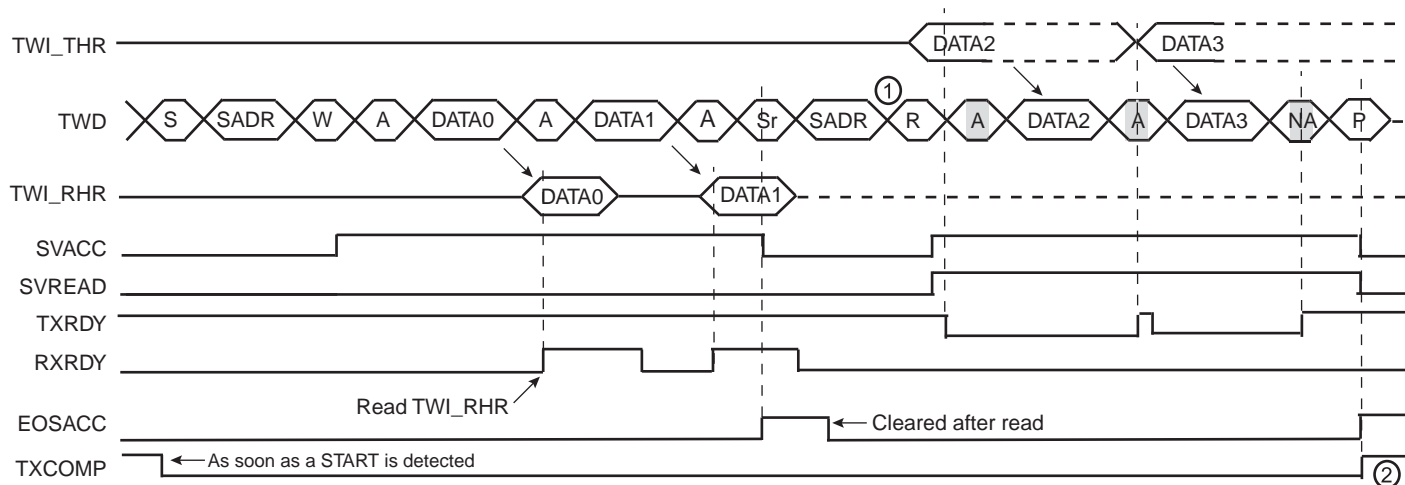 TWI_THR DATA2 DATA3
①
TWD S SADR W A DATA0 A DATA1 A Sr SADR R A DATA2 A DATA3 NA P
TWI_RHR DATA0 DATA1
SVACC
SVREAD
TXRDY
RXRDY
Read TWI_RHR
EOSACC Cleared after read
TXCOMP As soon as a START is detected ②